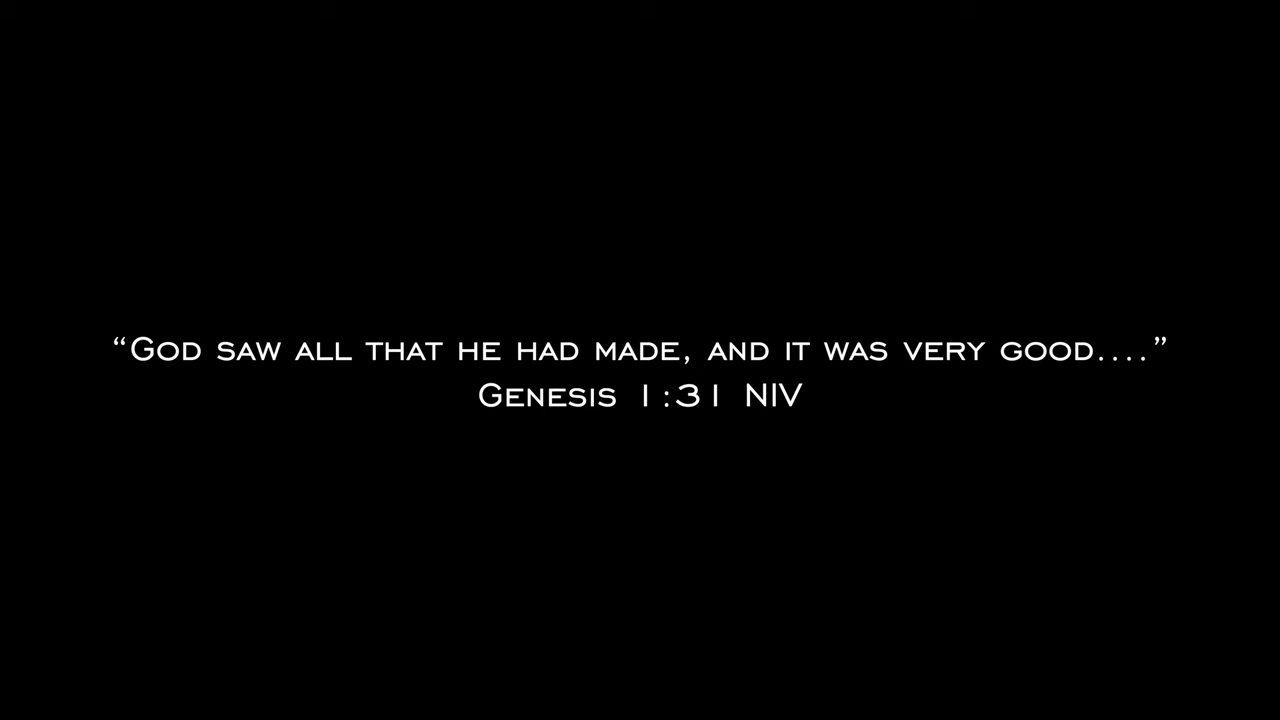 “God saw all that he had made, and it was very good....”
Genesis 1:31 NIV